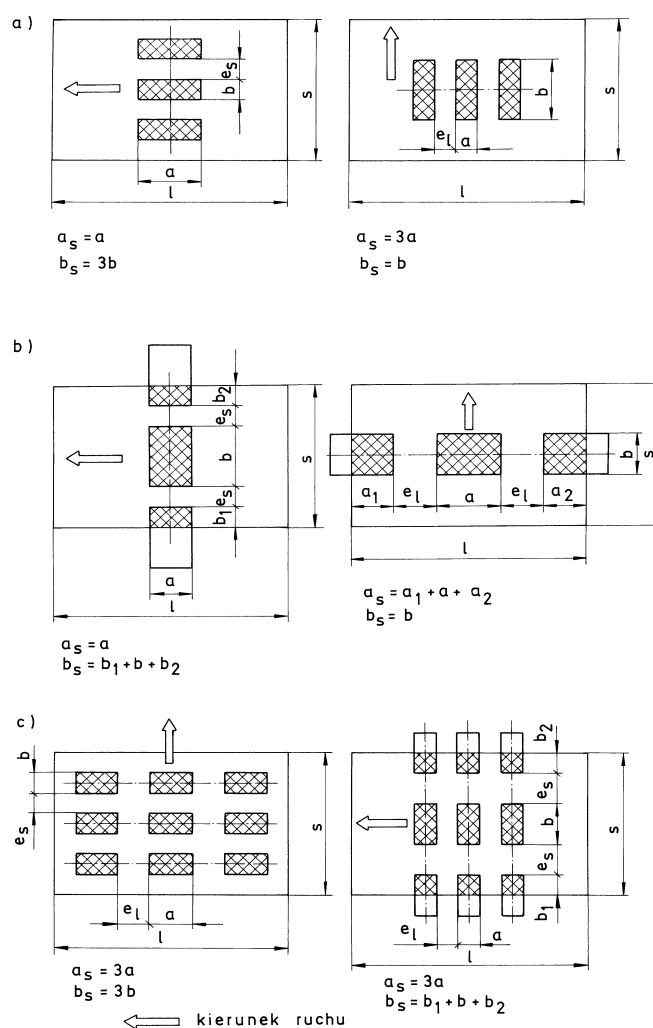 a)
e_s
b
s
a
l
a_s = a
b_s = 3b
b
s
e_l a
l
a_s = 3a
b_s = b
b)
b_2
e_s
b
e_s
b_1
s
a
l
a_s = a
b_s = b_1 + b + b_2
b
s
a_1 e_l a e_l a_2
l
a_s = a_1 + a + a_2
b_s = b
c)
b
e_s
s
e_l a
l
a_s = 3a
b_s = 3b
b_2
e_s
b
e_s
b_1
s
e_l a
l
a_s = 3a
b_s = b_1 + b + b_2
kierunek ruchu